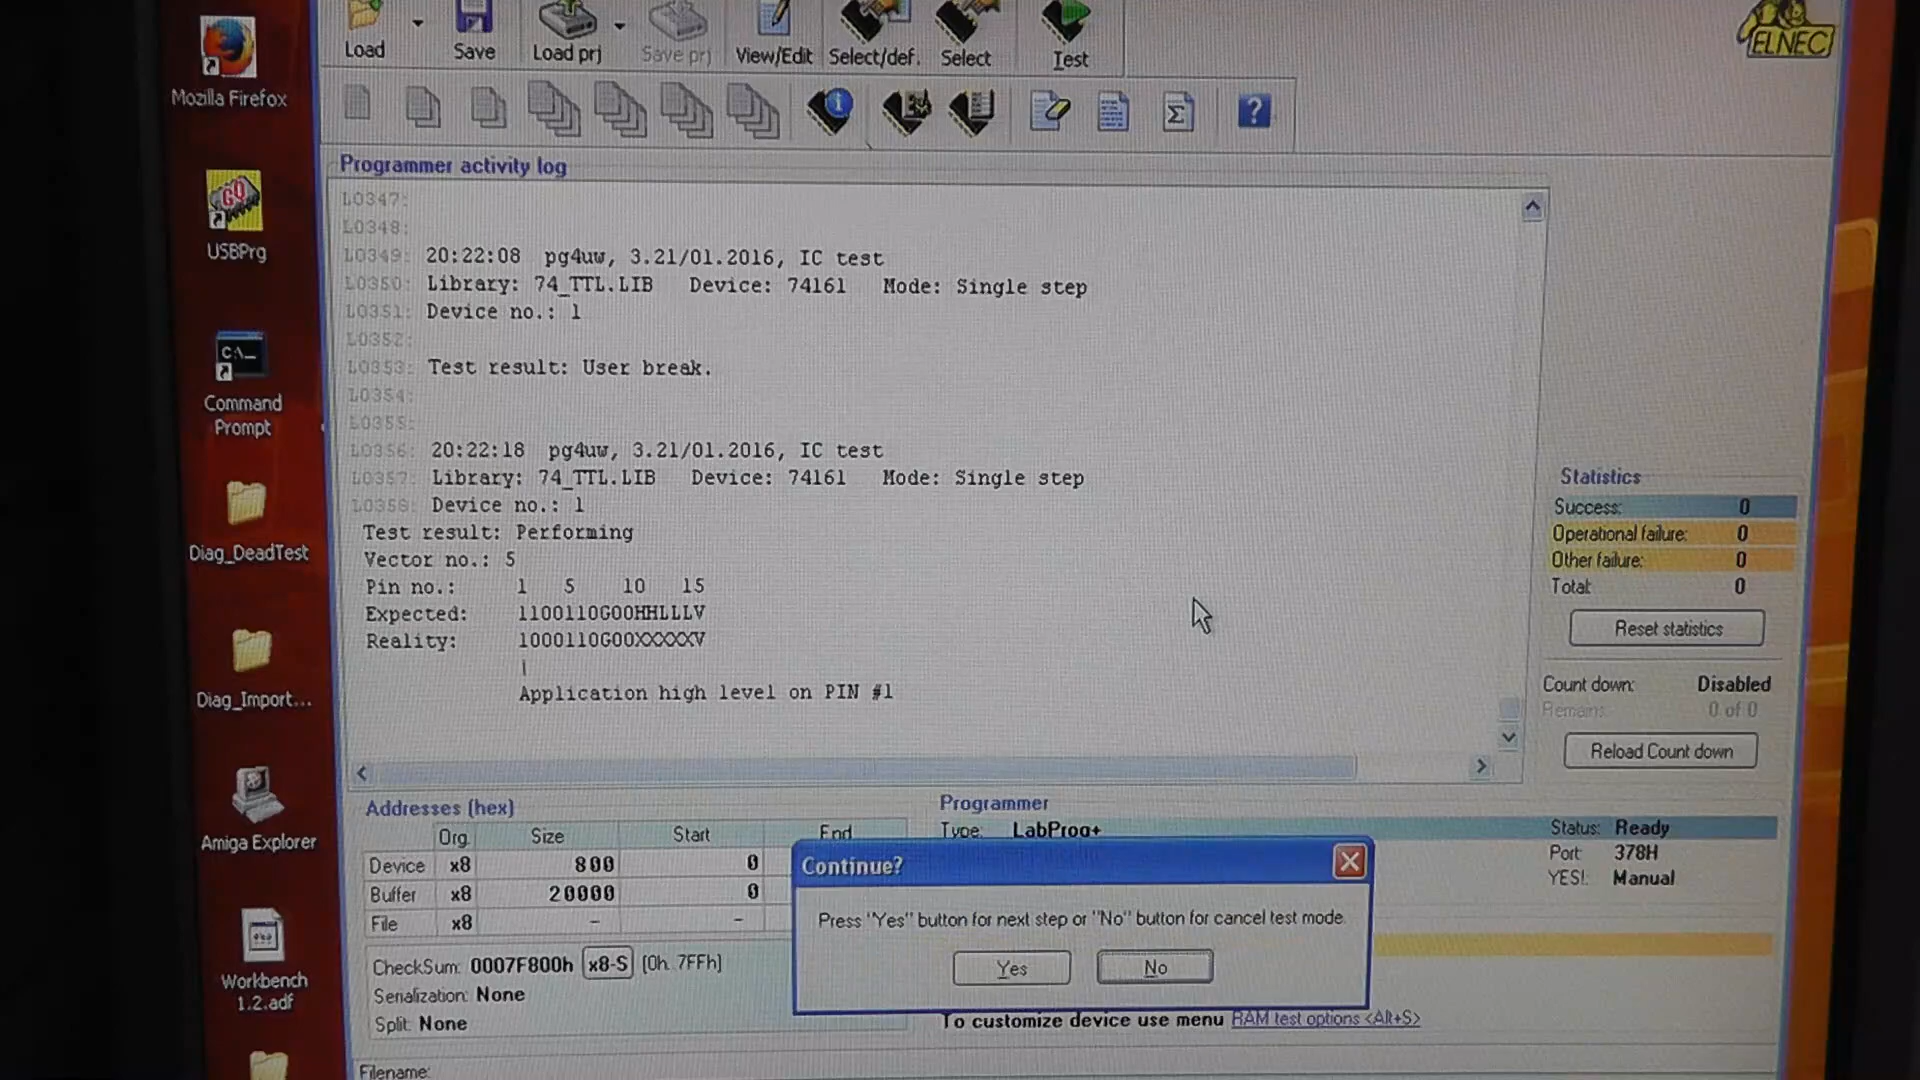 Load
Save
Load prj
Save prj
View/Edit
Select/def.
Select
Test
ELNEC
Mozilla Firefox
GQ
USBPrg
C:\_
Command
Prompt
Diag_DeadTest
Diag_Import...
Amiga Explorer
Workbench
1.2.adf
Programmer activity log
L0347:
L0348:
L0349: 20:22:08 pg4uw, 3.21/01.2016, IC test
L0350: Library: 74_TTL.LIB Device: 74161 Mode: Single step
L0351: Device no.: 1
L0352:
L0353: Test result: User break.
L0354:
L0355:
L0356: 20:22:18 pg4uw, 3.21/01.2016, IC test
L0357: Library: 74_TTL.LIB Device: 74161 Mode: Single step
L0358: Device no.: 1
Test result: Performing
Vector no.: 5
Pin no.: 1 5 10 15
Expected: 1100110G00HHLLLV
Reality: 1000110G00XXXXXV
|
Application high level on PIN #1
Statistics
Success: 0
Operational failure: 0
Other failure: 0
Total: 0
Reset statistics
Count down: Disabled
Remains: 0 of 0
Reload Count down
Addresses (hex)
Org. Size Start End
Device x8 800 0
Buffer x8 20000 0
File x8 - -
CheckSum: 0007F800h x8-S [0h..7FFh]
Serialization: None
Split: None
Programmer
Type: LabProg+
Status: Ready
Port: 378H
YES!: Manual
Continue?
Press "Yes" button for next step or "No" button for cancel test mode.
Yes
No
To customize device use menu RAM test options <Alt+S>
Filename: